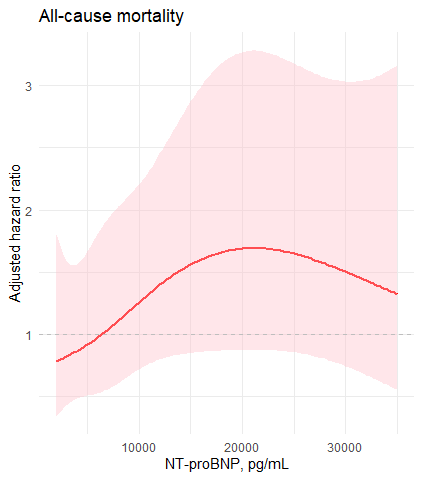 All-cause mortality
Adjusted hazard ratio
3
2
1
10000 20000 30000
NT-proBNP, pg/mL